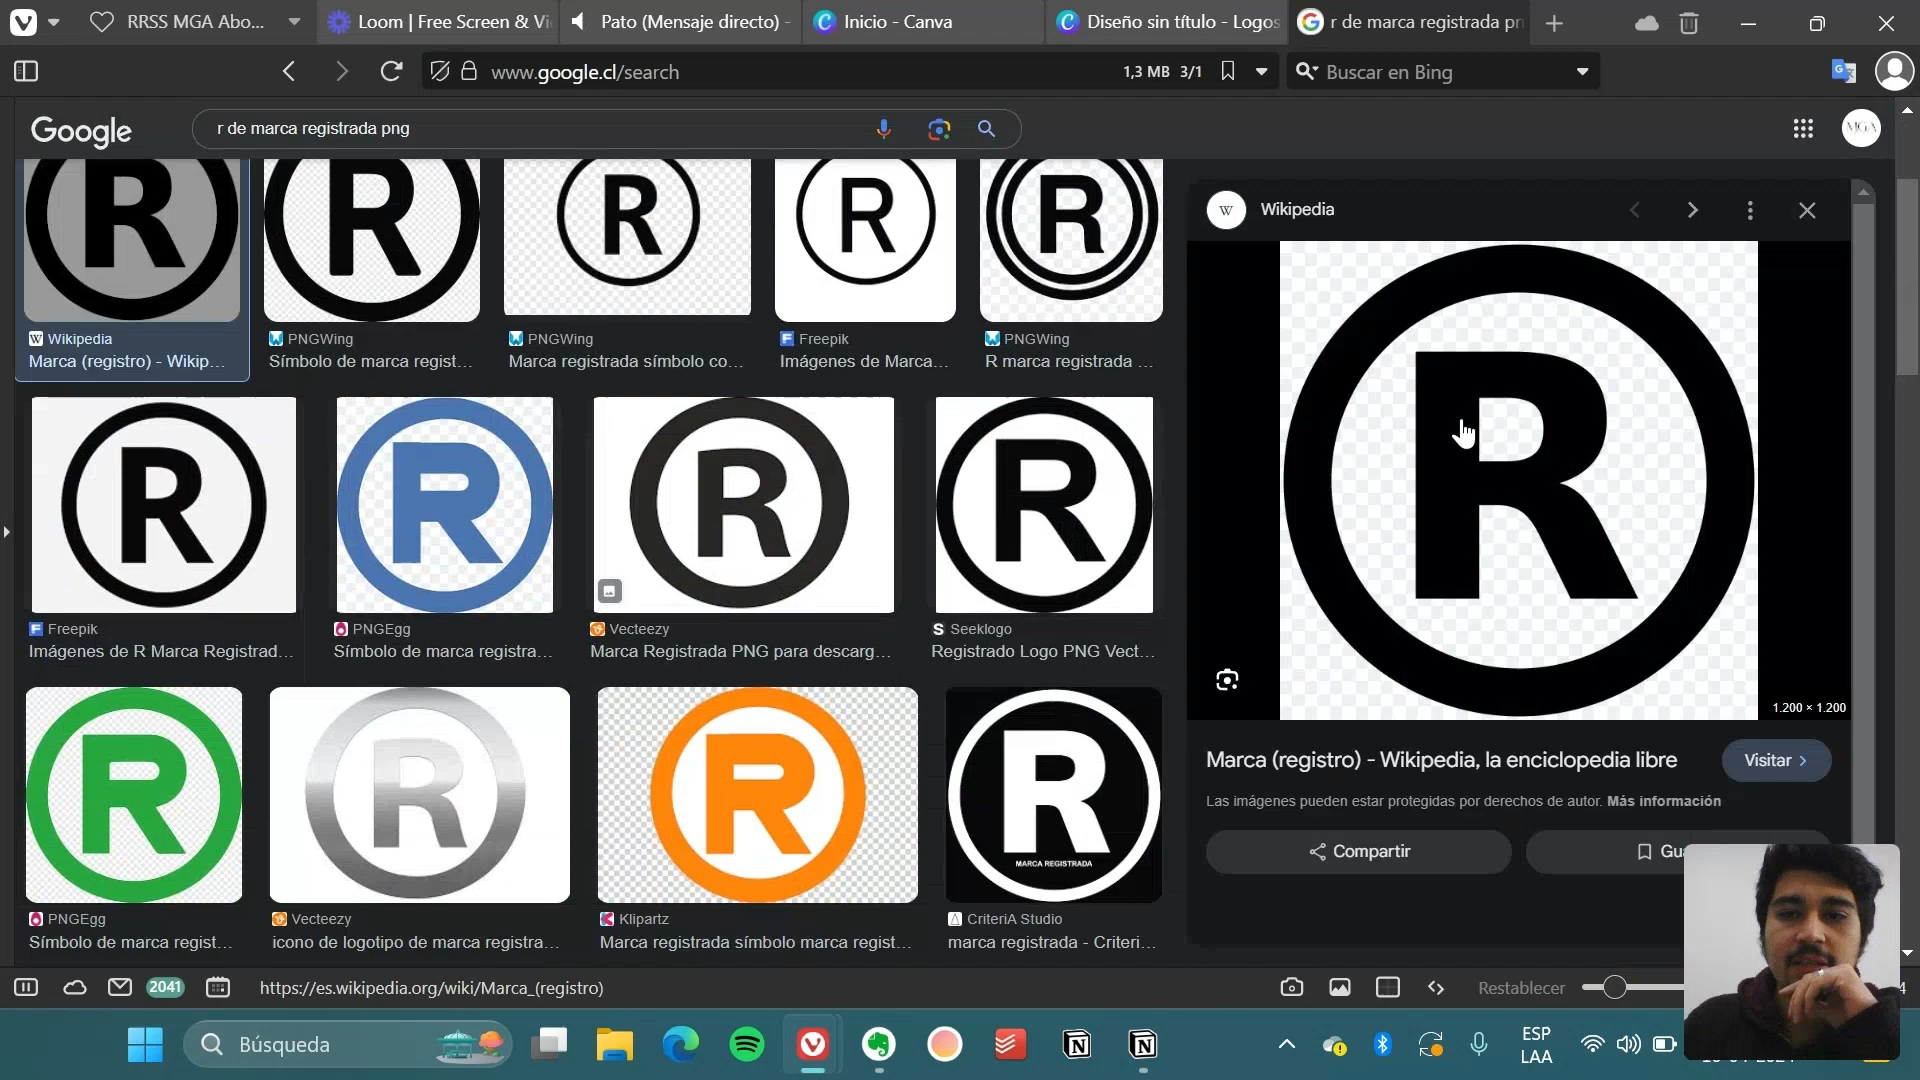 RRSS MGA Abo...
Loom | Free Screen & Vi
Pato (Mensaje directo) -
Inicio - Canva
Diseño sin título - Logos
r de marca registrada pn
www.google.cl/search
1,3 MB 3/1
Buscar en Bing
Google
r de marca registrada png
MGA
R
R
R
R
R
W Wikipedia
Wikipedia
Marca (registro) - Wikip...
PNGWing
Símbolo de marca regist...
PNGWing
Marca registrada símbolo co...
Freepik
Imágenes de Marca...
PNGWing
R marca registrada ...
R
R
R
R
R
Freepik
Imágenes de R Marca Registrad...
PNGEgg
Símbolo de marca registra...
Vecteezy
Marca Registrada PNG para descarg...
Seeklogo
Registrado Logo PNG Vect...
1.200 × 1.200
Marca (registro) - Wikipedia, la enciclopedia libre
Visitar
Las imágenes pueden estar protegidas por derechos de autor. Más información
Compartir
Gu
R
R
R
R
MARCA REGISTRADA
PNGEgg
Símbolo de marca regist...
Vecteezy
icono de logotipo de marca registra...
Klipartz
Marca registrada símbolo marca regist...
CriteriA Studio
marca registrada - Criteri...
2041
https://es.wikipedia.org/wiki/Marca_(registro)
Restablecer
Búsqueda
ESP
LAA